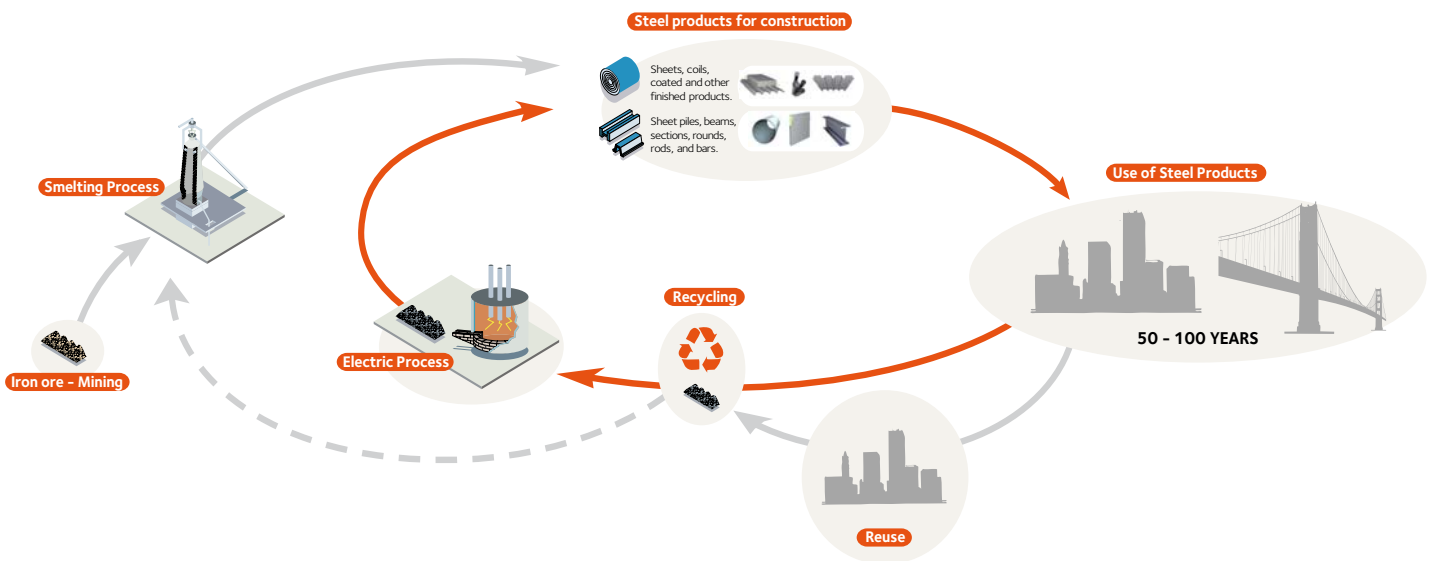 Steel products for construction
Sheets, coils,
coated and other
finished products.
Sheet piles, beams,
sections, rounds,
rods, and bars.
Smelting Process
Use of Steel Products
50 - 100 YEARS
Recycling
Electric Process
Iron ore - Mining
Reuse